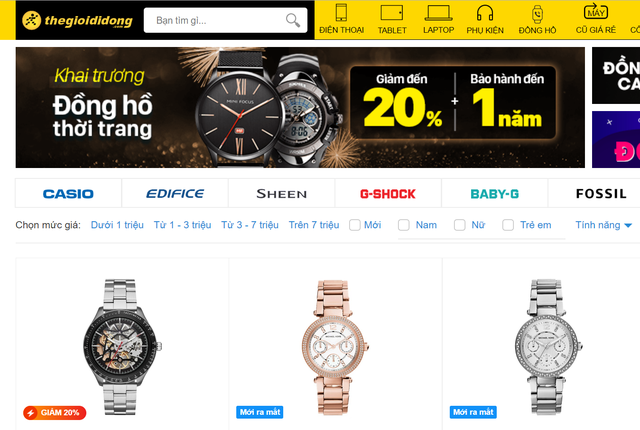 thegioididong
.com
Bạn tìm gì...
ĐIỆN THOẠI
TABLET
LAPTOP
PHỤ KIỆN
ĐỒNG HỒ
MÁY
CŨ GIÁ RẺ
Khai trương
Đồng hồ
thời trang
MINI FOCUS
Giảm đến
20%
+
Bảo hành đến
1 năm
ĐỒN
CA
CASIO
EDIFICE
SHEEN
G-SHOCK
BABY-G
FOSSIL
Chọn mức giá:
Dưới 1 triệu
Từ 1 - 3 triệu
Từ 3 - 7 triệu
Trên 7 triệu
Mới
Nam
Nữ
Trẻ em
Tính năng
GIẢM 20%
Mới ra mắt
Mới ra mắt